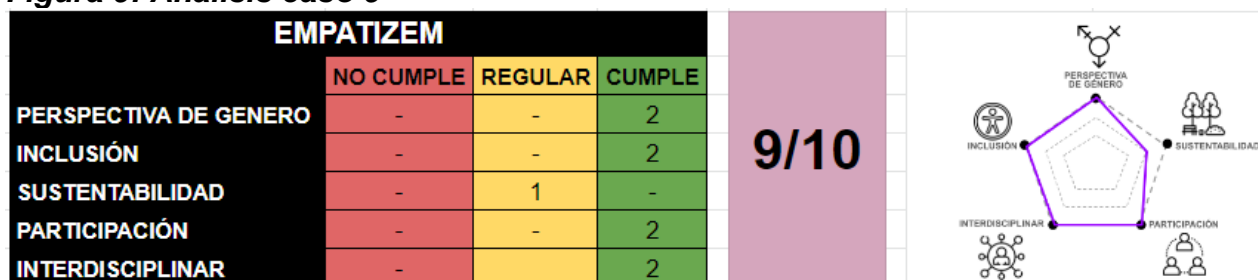 EMPATIZEM
NO CUMPLE REGULAR CUMPLE
PERSPECTIVA DE GENERO - - 2
INCLUSIÓN - - 2
SUSTENTABILIDAD - 1 -
PARTICIPACIÓN - - 2
INTERDISCIPLINAR - 2
9/10
PERSPECTIVA
DE GÉNERO
INCLUSIÓN
SUSTENTABILIDAD
INTERDISCIPLINAR
PARTICIPACIÓN